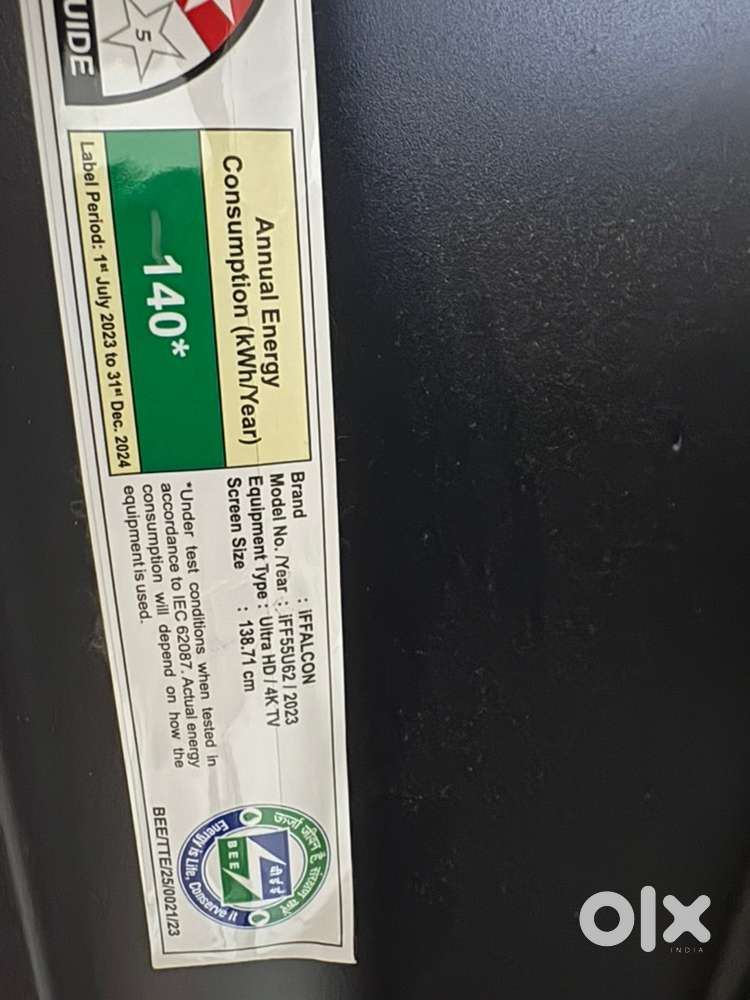 UIDE
5
Annual Energy
Consumption (kWh/Year)
140*
Label Period: 1st July 2023 to 31st Dec. 2024
Brand : iFFALCON
Model No. /Year : iFF55U62 / 2023
Equipment Type : Ultra HD / 4K TV
Screen Size : 138.71 cm
*Under test conditions when tested in
accordance to IEC 62087. Actual energy
consumption will depend on how the
equipment is used.
BEE
Energy is Life, Conserve it
BEE/TTE/25/0021/23
olx
INDIA